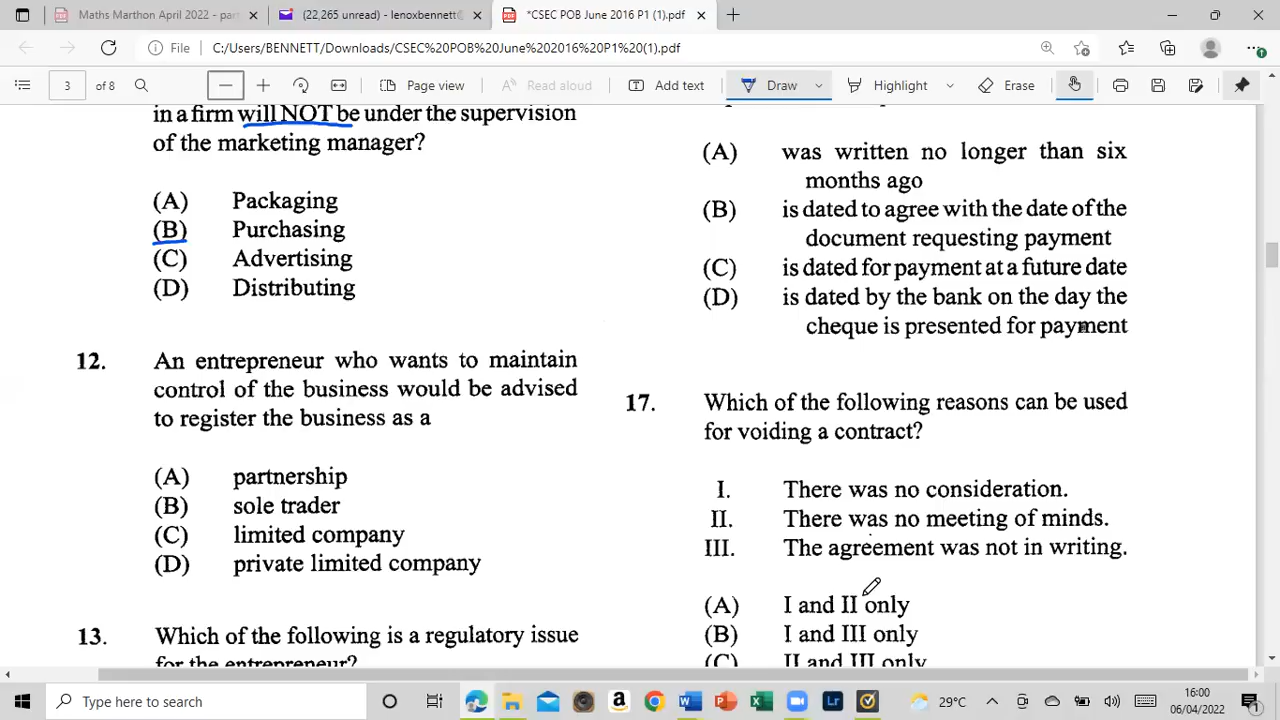 Maths Marthon April 2022 - part
(22,265 unread) - lenoxbennett
*CSEC POB June 2016 P1 (1).pdf
File C:/Users/BENNETT/Downloads/CSEC%20POB%20June%202016%20P1%20(1).pdf
3 of 8 Page view Read aloud Add text Draw Highlight Erase
in a firm will NOT be under the supervision
of the marketing manager?
(A) Packaging
(B) Purchasing
(C) Advertising
(D) Distributing
12. An entrepreneur who wants to maintain
control of the business would be advised
to register the business as a
(A) partnership
(B) sole trader
(C) limited company
(D) private limited company
13. Which of the following is a regulatory issue
for the entrepreneur?
(A) was written no longer than six
months ago
(B) is dated to agree with the date of the
document requesting payment
(C) is dated for payment at a future date
(D) is dated by the bank on the day the
cheque is presented for payment
17. Which of the following reasons can be used
for voiding a contract?
I. There was no consideration.
II. There was no meeting of minds.
III. The agreement was not in writing.
(A) I and II only
(B) I and III only
(C) II and III only
Type here to search
29°C
16:00
06/04/2022